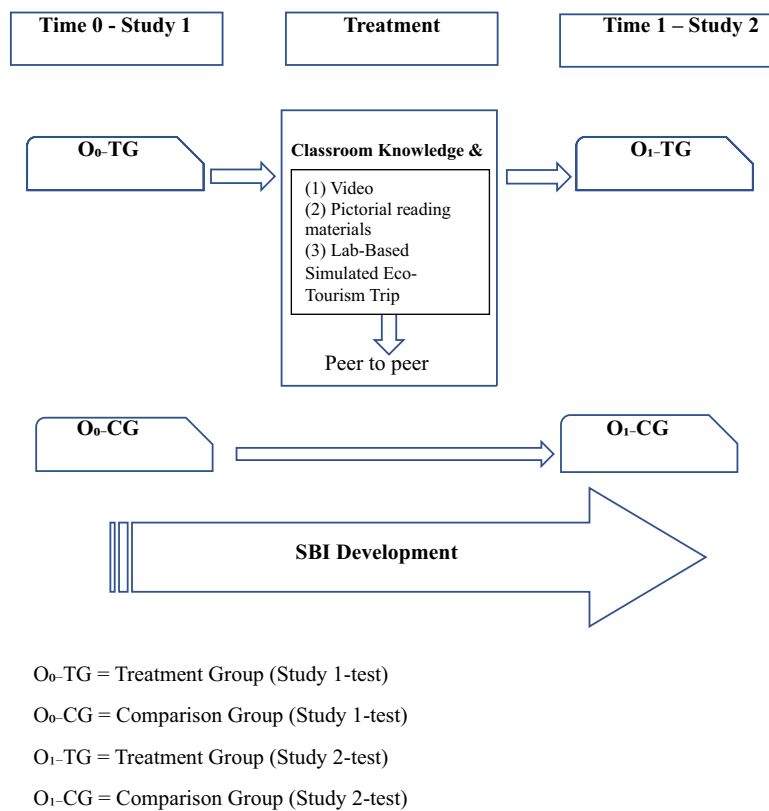 Time 0 - Study 1
Treatment
Time 1 – Study 2
O₀-TG
Classroom Knowledge &
(1) Video
(2) Pictorial reading
materials
(3) Lab-Based
Simulated Eco-
Tourism Trip
Peer to peer
O₁-TG
O₀-CG
O₁-CG
SBI Development
O₀-TG = Treatment Group (Study 1-test)
O₀-CG = Comparison Group (Study 1-test)
O₁-TG = Treatment Group (Study 2-test)
O₁-CG = Comparison Group (Study 2-test)